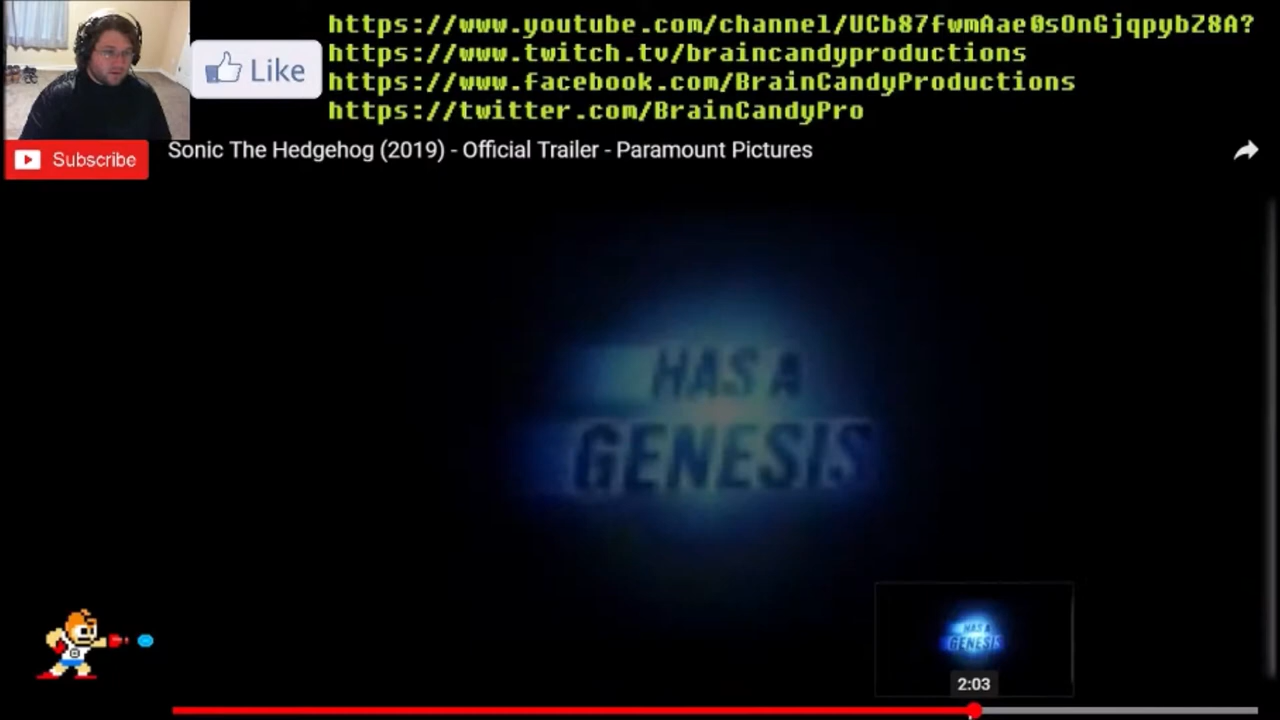 https://www.youtube.com/channel/UCb87fwmAae0sOnGjqpybZ8A?
https://www.twitch.tv/braincandyproductions
https://www.facebook.com/BrainCandyProductions
https://twitter.com/BrainCandyPro
Like
Subscribe
Sonic The Hedgehog (2019) - Official Trailer - Paramount Pictures
HAS A
GENESIS
HAS A
GENESIS
2:03